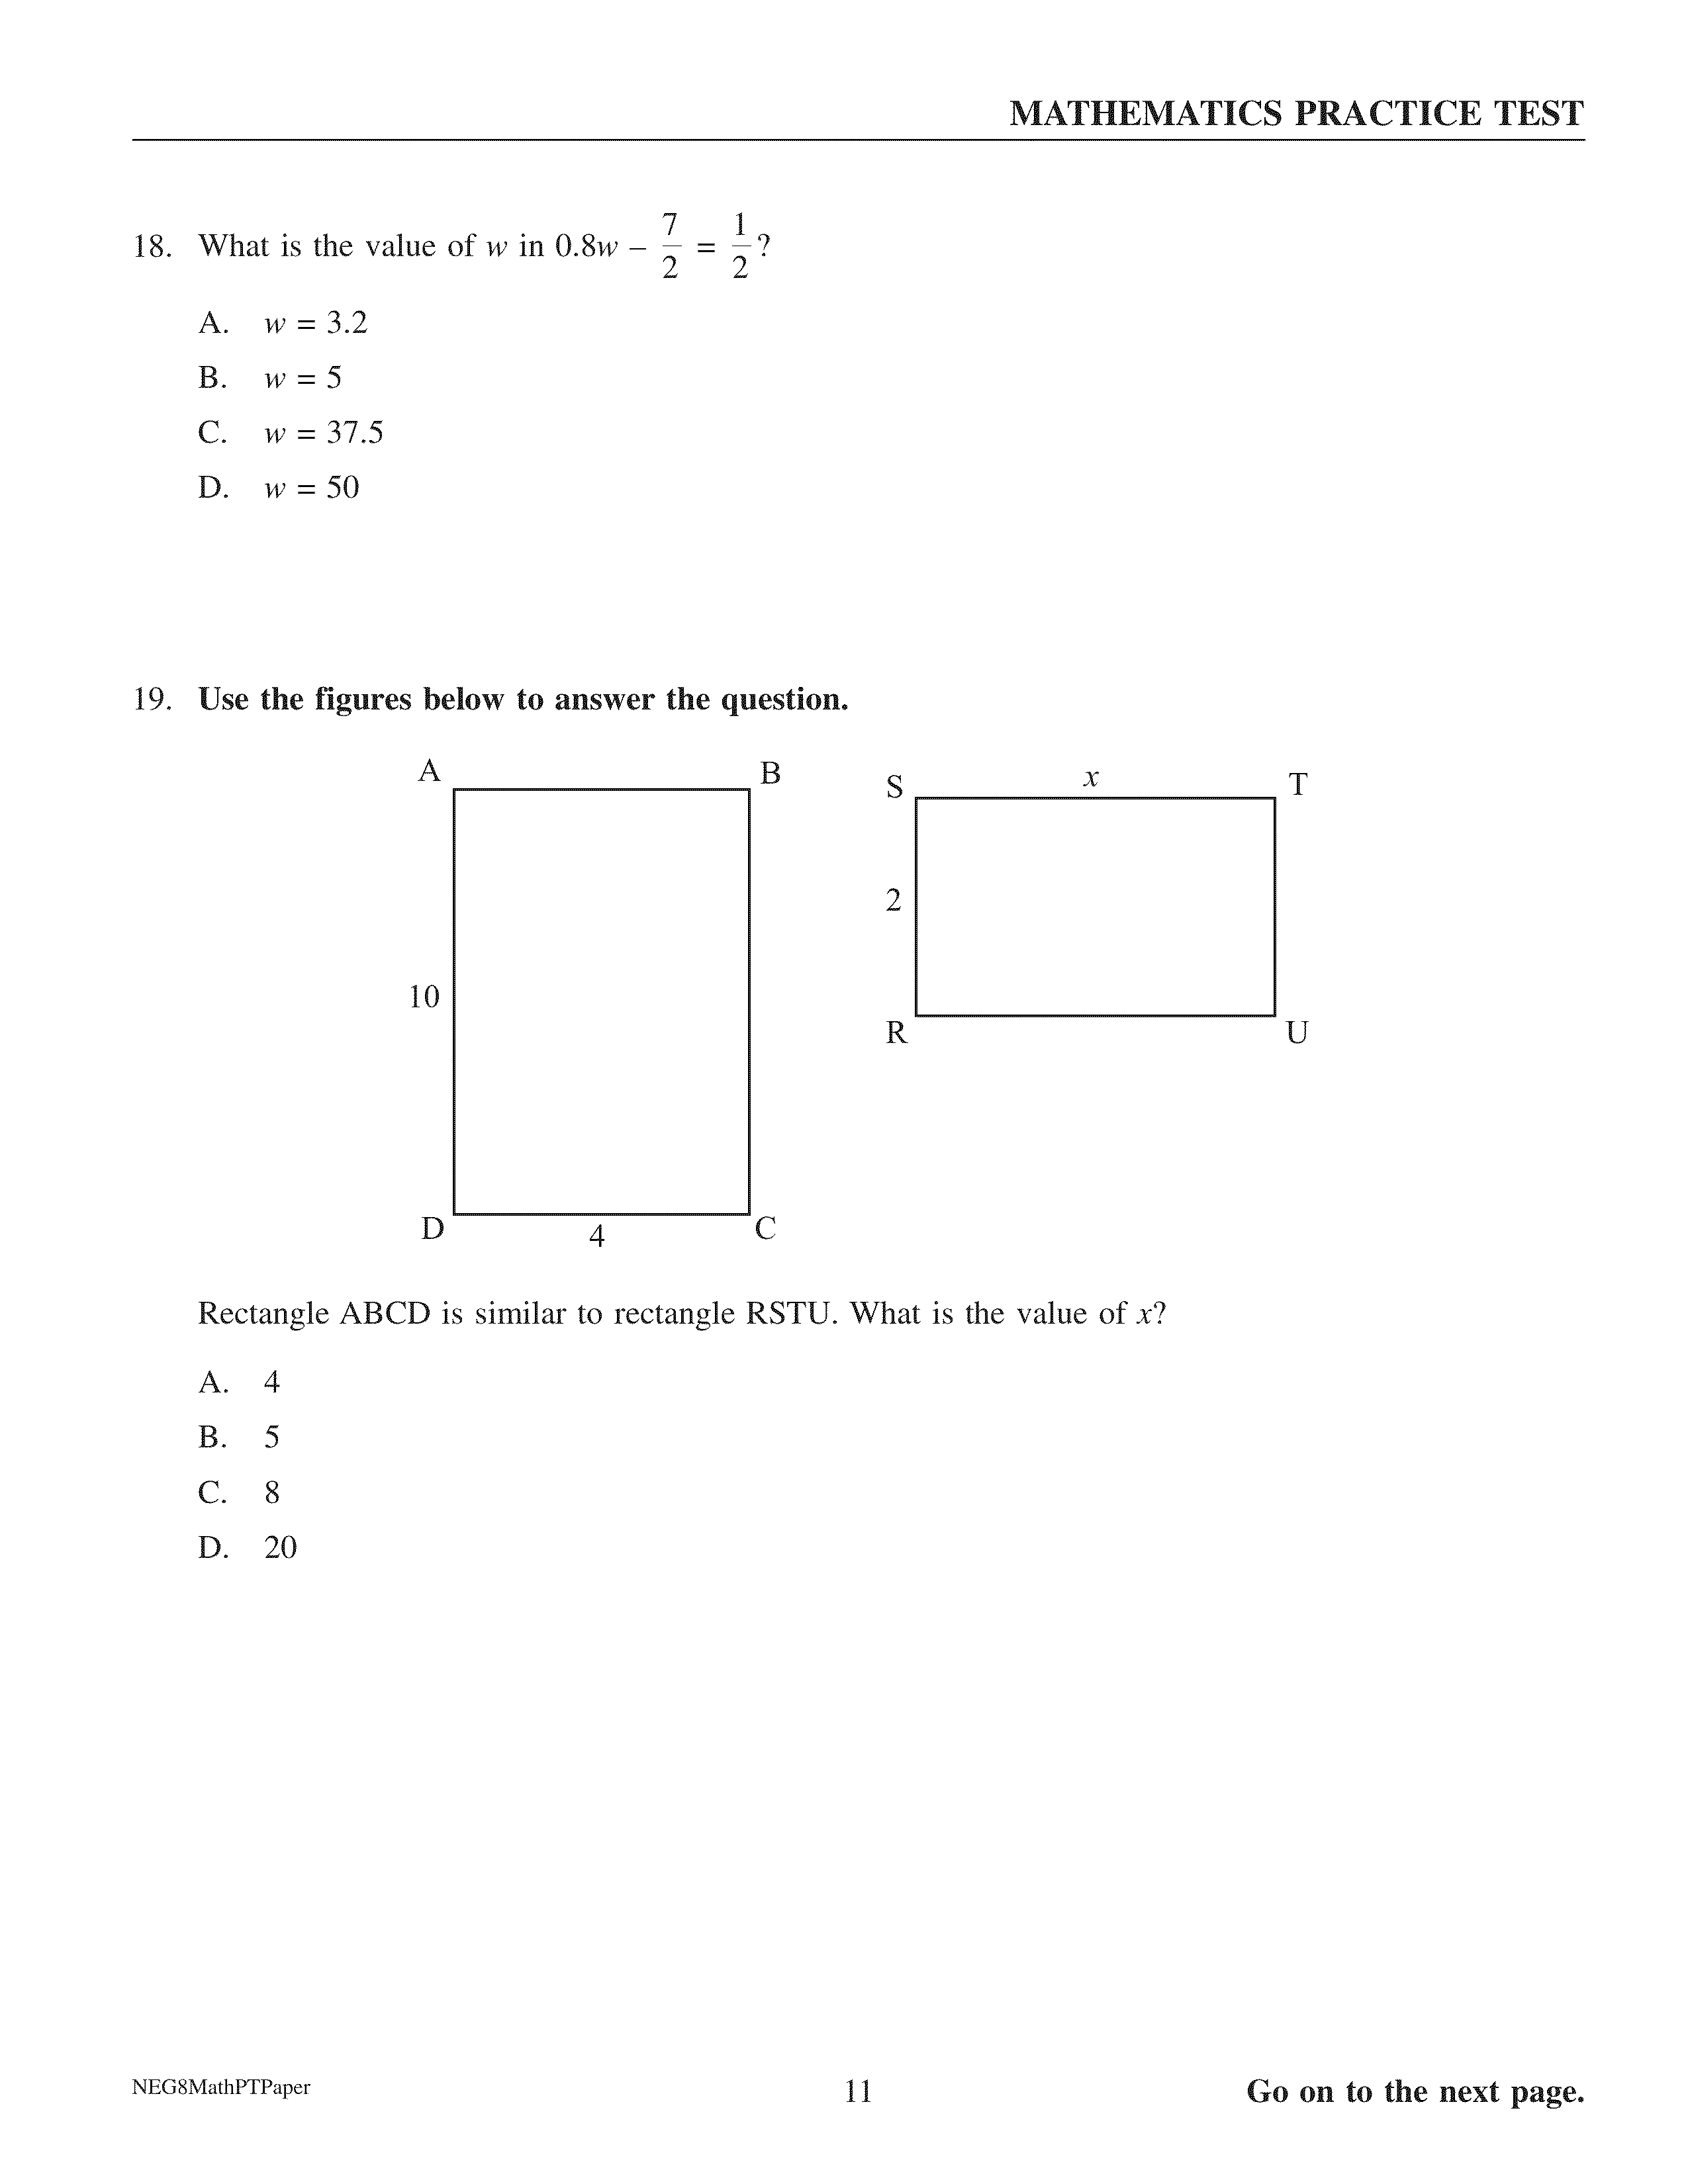 MATHEMATICS PRACTICE TEST
18. What is the value of w in 0.8w – 7/2 = 1/2?
A. w = 3.2
B. w = 5
C. w = 37.5
D. w = 50
19. Use the figures below to answer the question.
A
B
10
D
4
C
S
x
T
2
R
U
Rectangle ABCD is similar to rectangle RSTU. What is the value of x?
A. 4
B. 5
C. 8
D. 20
NEG8MathPTPaper
11
Go on to the next page.